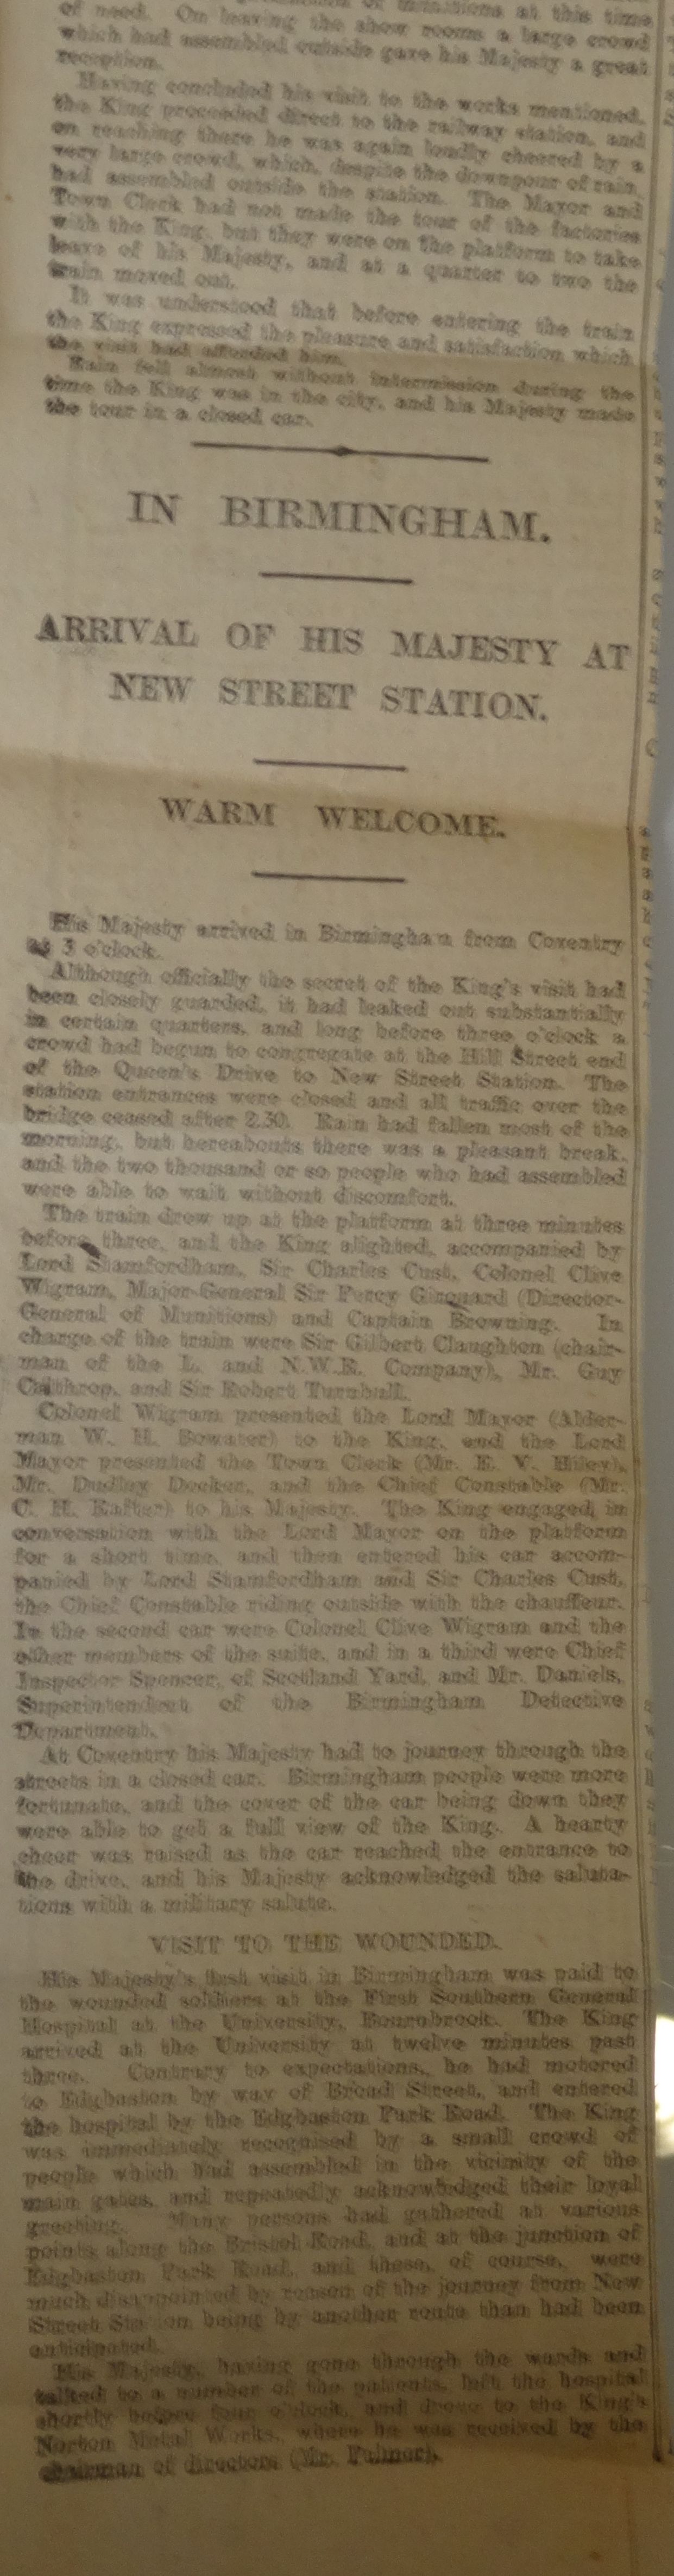 of munitions at this time
of need. On leaving the show rooms a large crowd
which had assembled outside gave his Majesty a great
reception.
Having concluded his visit to the works mentioned,
the King proceeded direct to the railway station, and
on reaching there he was again loudly cheered by a
very large crowd, which, despite the downpour of rain,
had assembled outside the station. The Mayor and
Town Clerk had not made the tour of the factories
with the King, but they were on the platform to take
leave of his Majesty, and at a quarter to two the
train moved out.
It was understood that before entering the train
the King expressed the pleasure and satisfaction which
the visit had afforded him.
Rain fell almost without intermission during the
time the King was in the city, and his Majesty made
the tour in a closed car.
IN BIRMINGHAM.
ARRIVAL OF HIS MAJESTY AT
NEW STREET STATION.
WARM WELCOME.
His Majesty arrived in Birmingham from Coventry
at 3 o'clock.
Although officially the secret of the King's visit had
been closely guarded, it had leaked out substantially
in certain quarters, and long before three o'clock a
crowd had begun to congregate at the Hill Street end
of the Queen's Drive to New Street Station. The
station entrances were closed and all traffic over the
bridge ceased after 2.30. Rain had fallen most of the
morning, but hereabouts there was a pleasant break,
and the two thousand or so people who had assembled
were able to wait without discomfort.
The train drew up at the platform at three minutes
before three, and the King alighted, accompanied by
Lord Stamfordham, Sir Charles Cust, Colonel Clive
Wigram, Major-General Sir Percy Girouard (Director-
General of Munitions) and Captain Browning. In
charge of the train were Sir Gilbert Claughton (chair-
man of the L. and N.W.R. Company), Mr. Guy
Calthrop, and Sir Robert Turnbull.
Colonel Wigram presented the Lord Mayor (Alder-
man W. H. Bowater) to the King, and the Lord
Mayor presented the Town Clerk (Mr. E. V. Hiley),
Mr. Dudley Docker, and the Chief Constable (Mr.
C. H. Rafter) to his Majesty. The King engaged in
conversation with the Lord Mayor on the platform
for a short time, and then entered his car accom-
panied by Lord Stamfordham and Sir Charles Cust,
the Chief Constable riding outside with the chauffeur.
In the second car were Colonel Clive Wigram and the
other members of the suite, and in a third were Chief
Inspector Spencer, of Scotland Yard, and Mr. Daniels,
Superintendent of the Birmingham Detective
Department.
At Coventry his Majesty had to journey through the
streets in a closed car. Birmingham people were more
fortunate, and the cover of the car being down they
were able to get a full view of the King. A hearty
cheer was raised as the car reached the entrance to
the drive, and his Majesty acknowledged the saluta-
tions with a military salute.
VISIT TO THE WOUNDED.
His Majesty's first visit in Birmingham was paid to
the wounded soldiers at the First Southern General
Hospital at the University, Bournbrook. The King
arrived at the University at twelve minutes past
three. Contrary to expectations, he had motored
to Edgbaston by way of Broad Street, and entered
the hospital by the Edgbaston Park Road. The King
was immediately recognised by a small crowd of
people which had assembled in the vicinity of the
main gates, and repeatedly acknowledged their loyal
greeting. Many persons had gathered at various
points along the Bristol Road, and at the junction of
Edgbaston Park Road, and these, of course, were
much disappointed by reason of the journey from New
Street Station being by another route than had been
anticipated.
His Majesty, having gone through the wards and
talked to a number of the patients, left the hospital
shortly before four o'clock, and drove to the King's
Norton Metal Works, where he was received by the
chairman of directors (Mr. Palmer).